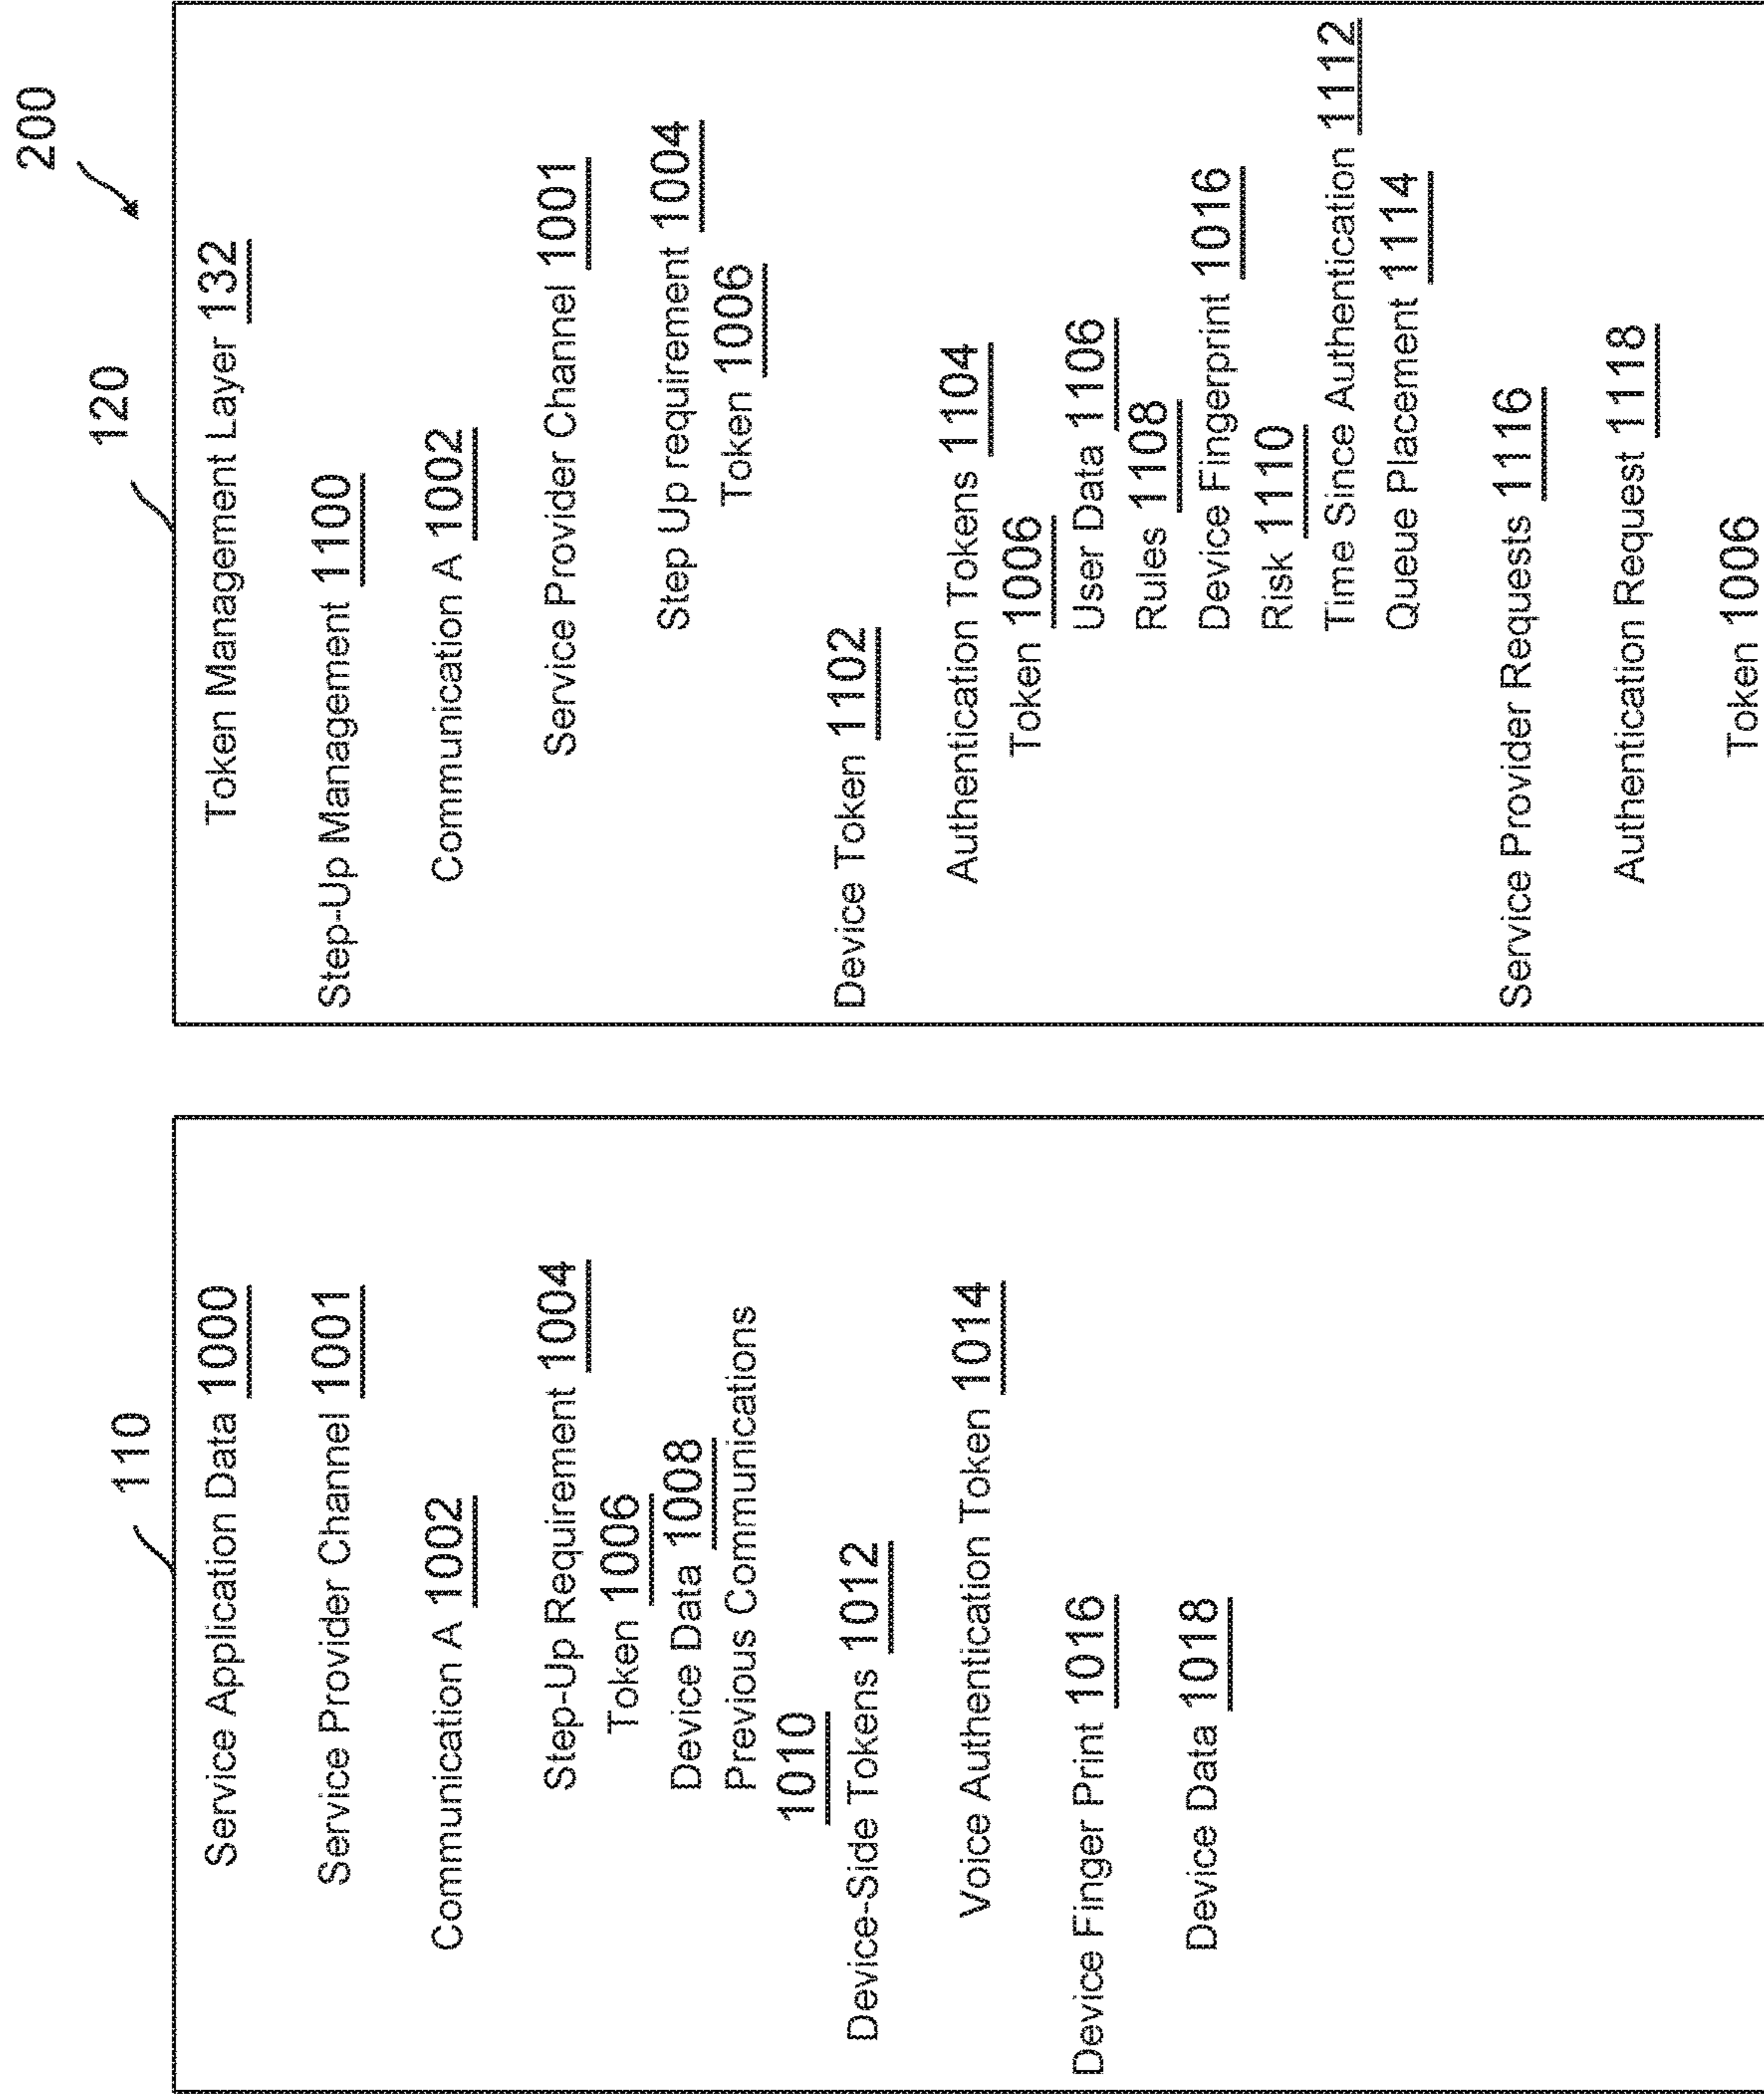 200
110
Service Application Data 1000
Service Provider Channel 1001
Communication A 1002
Step-Up Requirement 1004
Token 1006
Device Data 1008
Previous Communications
1010
Device-Side Tokens 1012
Voice Authentication Token 1014
Device Finger Print 1016
Device Data 1018
120
Token Management Layer 132
Step-Up Management 1100
Communication A 1002
Service Provider Channel 1001
Step Up requirement 1004
Token 1006
Device Token 1102
Authentication Tokens 1104
Token 1006
User Data 1106
Rules 1108
Device Fingerprint 1016
Risk 1110
Time Since Authentication 1112
Queue Placement 1114
Service Provider Requests 1116
Authentication Request 1118
Token 1006